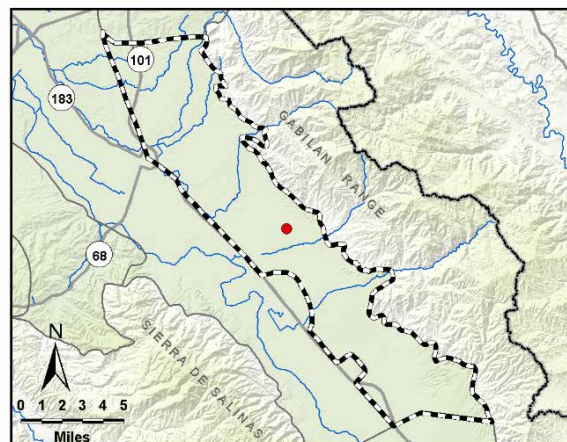 101
183
GABILAN RANGE
68
SIERRA DE SALINAS
N
0 1 2 3 4 5
Miles